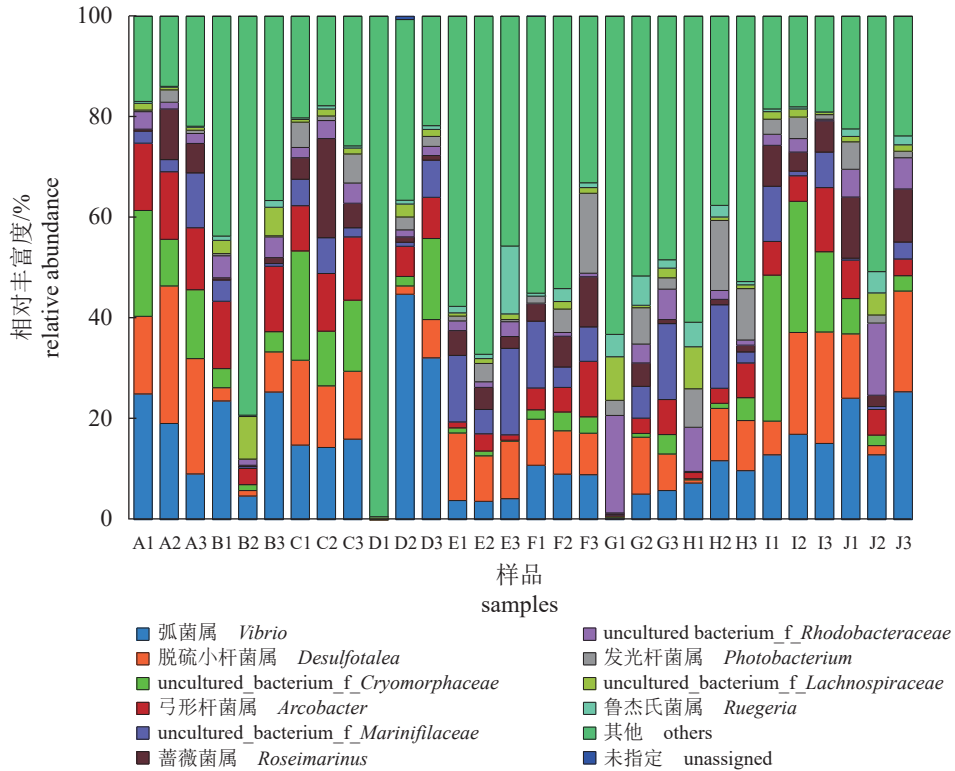 100
80
60
40
20
0
相对丰富度/%
relative abundance
A1 A2 A3 B1 B2 B3 C1 C2 C3 D1 D2 D3 E1 E2 E3 F1 F2 F3 G1 G2 G3 H1 H2 H3 I1 I2 I3 J1 J2 J3
样品
samples
弧菌属 Vibrio
脱硫小杆菌属 Desulfotalea
uncultured_bacterium_f_Cryomorphaceae
弓形杆菌属 Arcobacter
uncultured_bacterium_f_Marinifilaceae
蔷薇菌属 Roseimarinus
uncultured bacterium_f_Rhodobacteraceae
发光杆菌属 Photobacterium
uncultured_bacterium_f_Lachnospiraceae
鲁杰氏菌属 Ruegeria
其他 others
未指定 unassigned